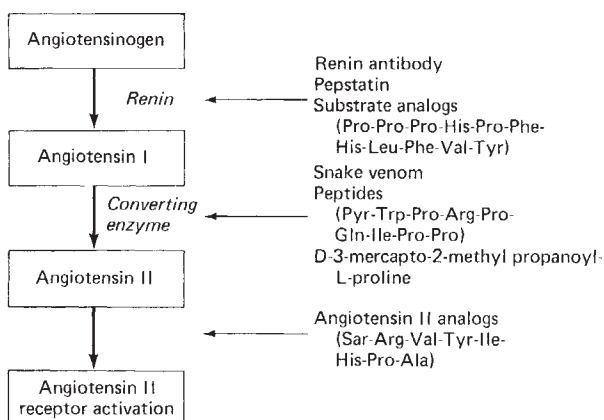 Angiotensinogen
Renin
Renin antibody
Pepstatin
Substrate analogs
(Pro-Pro-Pro-His-Pro-Phe-
His-Leu-Phe-Val-Tyr)
Angiotensin I
Converting
enzyme
Snake venom
Peptides
(Pyr-Trp-Pro-Arg-Pro-
Gln-Ile-Pro-Pro)
D-3-mercapto-2-methyl propanoyl-
L-proline
Angiotensin II
Angiotensin II analogs
(Sar-Arg-Val-Tyr-Ile-
His-Pro-Ala)
Angiotensin II
receptor activation